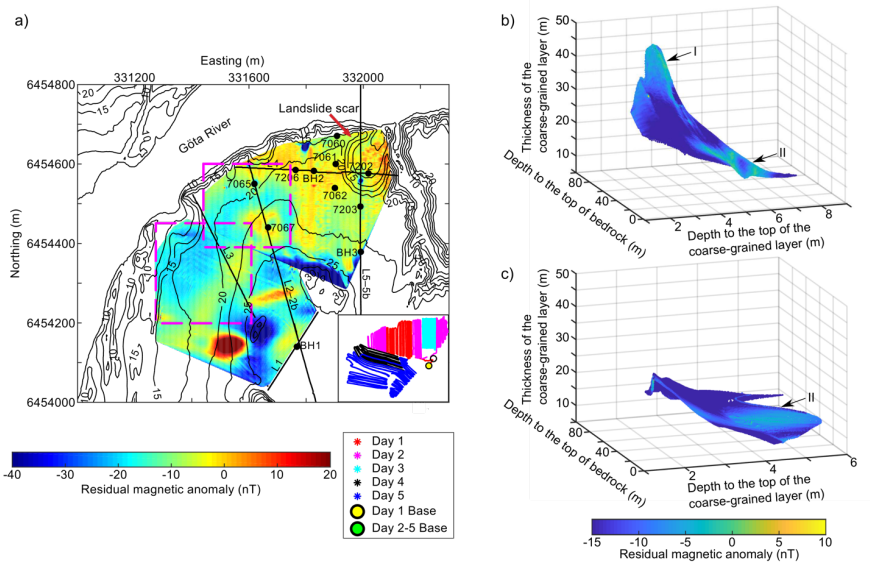 a)
Easting (m)
331200 331600 332000
6454800
6454600
6454400
6454200
6454000
Northing (m)
Göta River
Landslide scar
7060
7061
7202
7206 BH2
7065
7062
7203
7067
BH3
L3
L5-5b
L2-2b
BH1
L1
20
15
10
25
-40 -30 -20 -10 0 10 20
Residual magnetic anomaly (nT)
Day 1
Day 2
Day 3
Day 4
Day 5
Day 1 Base
Day 2-5 Base
b)
50
40
30
20
10
Thickness of the
coarse-grained layer (m)
80
40
0
Depth to the top of bedrock (m)
2 4 6 8
Depth to the top of the
coarse-grained layer (m)
I
II
c)
50
40
30
20
10
Thickness of the
coarse-grained layer (m)
80
40
0
Depth to the top of bedrock (m)
2 4 6
Depth to the top of the
coarse-grained layer (m)
II
-15 -10 -5 0 5 10
Residual magnetic anomaly (nT)